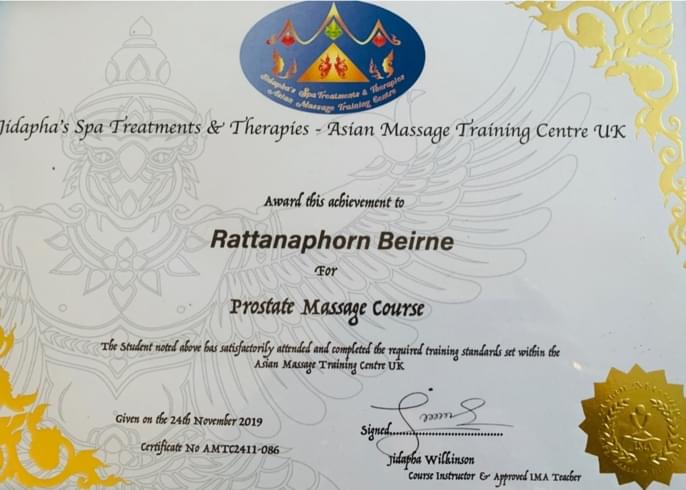 Jidapha's Spa Treatments & Therapies
Asian Massage Training Centre
Jidapha's Spa Treatments & Therapies - Asian Massage Training Centre UK
Award this achievement to
Rattanaphorn Beirne
For
Prostate Massage Course
The Student noted above has satisfactorily attended and completed the required training standards set within the
Asian Massage Training Centre UK
Given on the 24th November 2019
Signed
Certificate No AMTC2411-086
jidapha Wilkinson
Course Instructor & Approved IMA Teacher